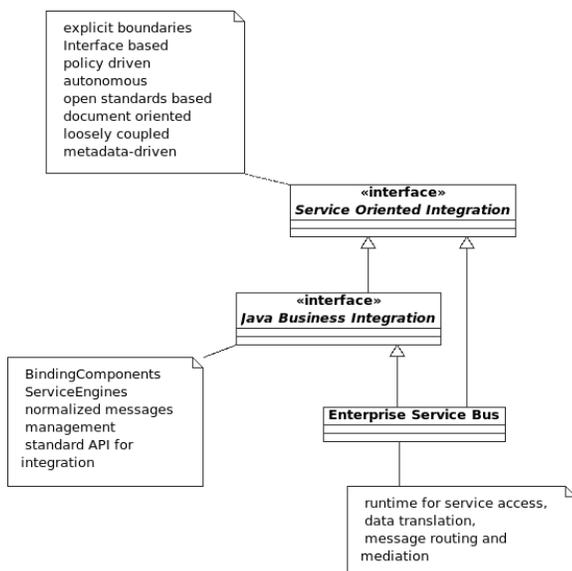 explicit boundaries
Interface based
policy driven
autonomous
open standards based
document oriented
loosely coupled
metadata-driven
«interface»
Service Oriented Integration
«interface»
Java Business Integration
BindingComponents
ServiceEngines
normalized messages
management
standard API for
integration
Enterprise Service Bus
runtime for service access,
data translation,
message routing and
mediation